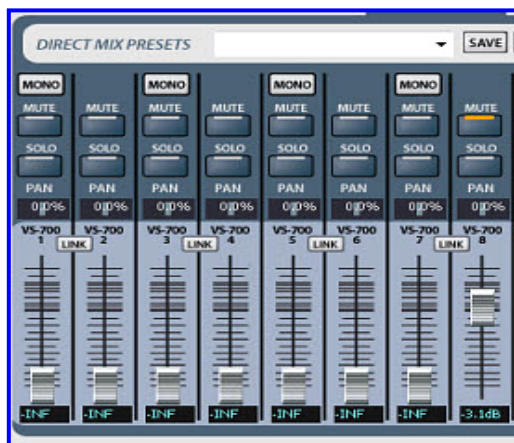 DIRECT MIX PRESETS SAVE
MONO MONO MONO MONO
MUTE MUTE MUTE MUTE MUTE MUTE MUTE MUTE
SOLO SOLO SOLO SOLO SOLO SOLO SOLO SOLO
PAN PAN PAN PAN PAN PAN PAN PAN
0.0% 0.0% 0.0% 0.0% 0.0% 0.0% 0.0% 0.0%
VS-700 VS-700 VS-700 VS-700 VS-700 VS-700 VS-700 VS-700
1 LINK 2 3 LINK 4 5 LINK 6 7 LINK 8
-INF -INF -INF -INF -INF -INF -INF -3.1dB